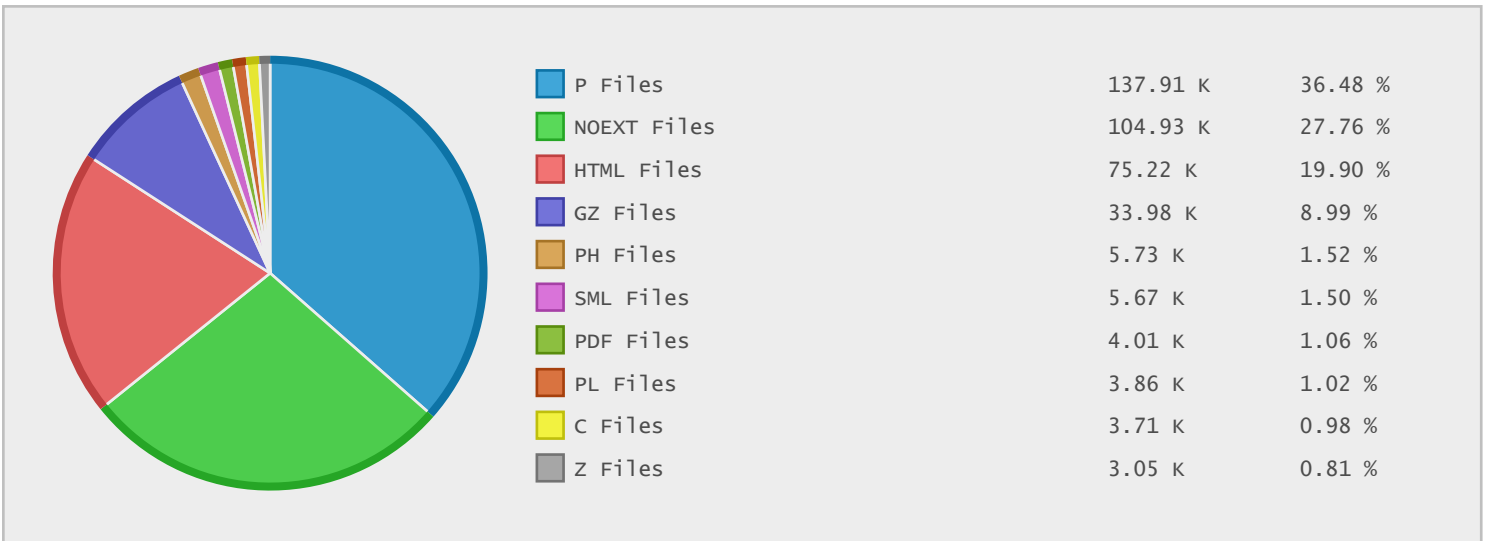 P Files 137.91 K 36.48 %
NOEXT Files 104.93 K 27.76 %
HTML Files 75.22 K 19.90 %
GZ Files 33.98 K 8.99 %
PH Files 5.73 K 1.52 %
SML Files 5.67 K 1.50 %
PDF Files 4.01 K 1.06 %
PL Files 3.86 K 1.02 %
C Files 3.71 K 0.98 %
Z Files 3.05 K 0.81 %